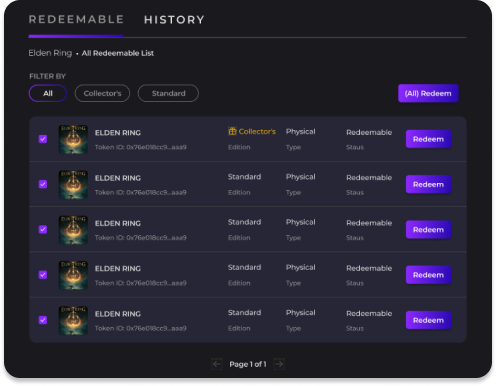 REDEEMABLE HISTORY
Elden Ring • All Redeemable List
FILTER BY
All Collector's Standard (All) Redeem
ELDEN RING Collector's Physical Redeemable Redeem
Token ID: 0x76e018cc9...aaa9 Edition Type Staus
ELDEN RING Standard Physical Redeemable Redeem
Token ID: 0x76e018cc9...aaa9 Edition Type Staus
ELDEN RING Standard Physical Redeemable Redeem
Token ID: 0x76e018cc9...aaa9 Edition Type Staus
ELDEN RING Standard Physical Redeemable Redeem
Token ID: 0x76e018cc9...aaa9 Edition Type Staus
ELDEN RING Standard Physical Redeemable Redeem
Token ID: 0x76e018cc9...aaa9 Edition Type Staus
Page 1 of 1